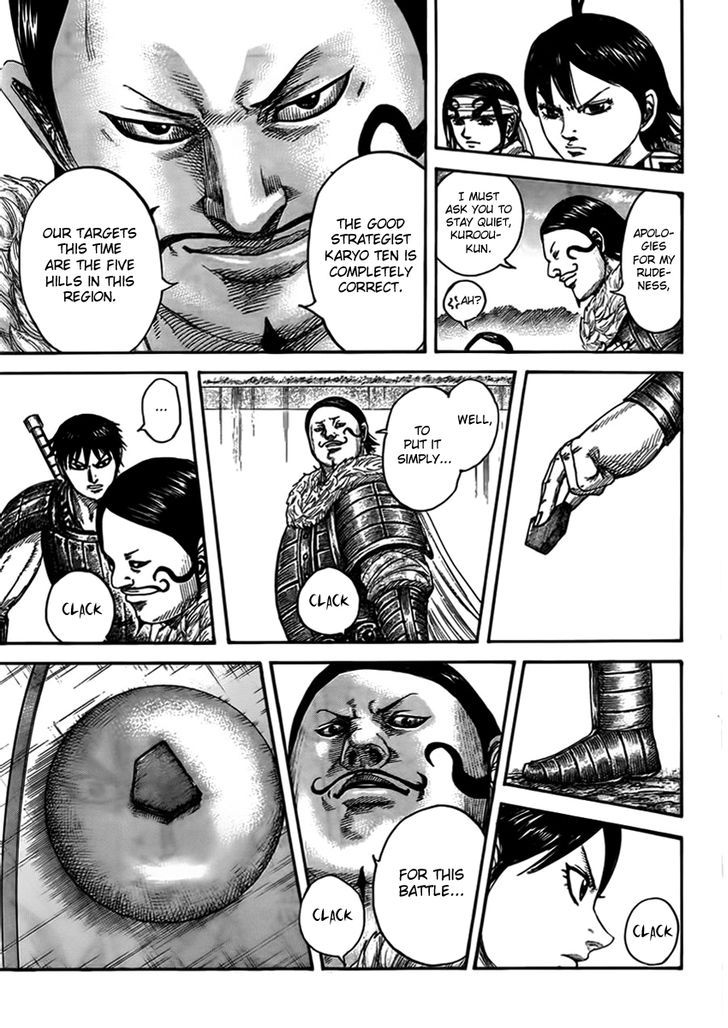 APOLO-
GIES
FOR MY
RUDE-
NESS,
I MUST
ASK YOU TO
STAY QUIET,
KUROOU-
KUN.
AH?
THE GOOD
STRATEGIST
KARYO TEN IS
COMPLETELY
CORRECT.
OUR TARGETS
THIS TIME
ARE THE FIVE
HILLS IN THIS
REGION.
WELL,
TO
PUT IT
SIMPLY...
CLACK
...
CLACK
CLACK
FOR THIS
BATTLE...
CLACK